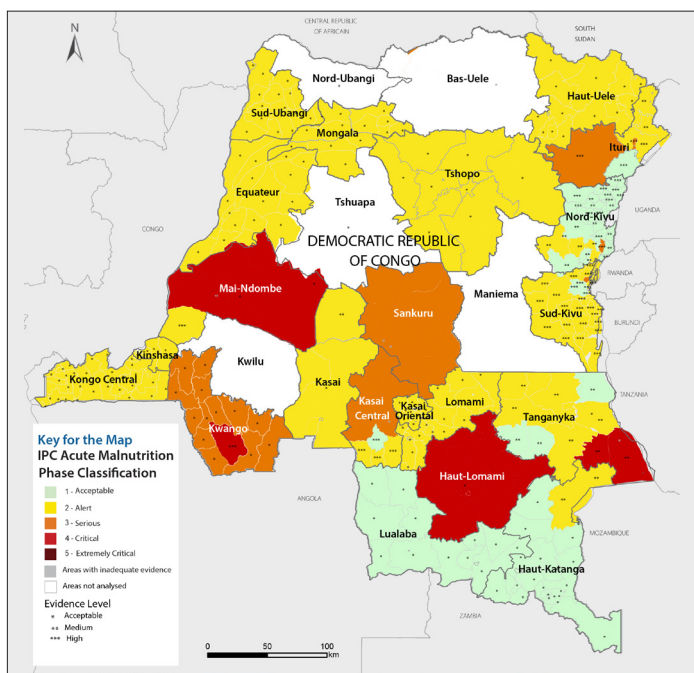 CENTRAL REPUBLIC
OF AFRICAIN
SOUTH
SUDAN
N
Nord-Ubangi
Bas-Uele
Haut-Uele
Sud-Ubangi
Mongala
Ituri
Equateur
Tshopo
Tshuapa
Nord-Kivu
UGANDA
CONGO
DEMOCRATIC REPUBLIC
OF CONGO
RWANDA
Mai-Ndombe
Maniema
Sankuru
Sud-Kivu
BURUNDI
Kinshasa
Kwilu
Kongo Central
Kasai
TANZANIA
Kasai
Central
Kasai
Oriental
Lomami
Tanganyka
Kwango
Key for the Map
IPC Acute Malnutrition
Phase Classification
1 - Acceptable
2 - Alert
3 - Serious
4 - Critical
5 - Extremely Critical
Areas with inadequate evidence
Areas not analysed
Evidence Level
* Acceptable
** Medium
*** High
Haut-Lomami
ANGOLA
Lualaba
MOZAMBIQUE
Haut-Katanga
ZAMBIA
0 50 100
km